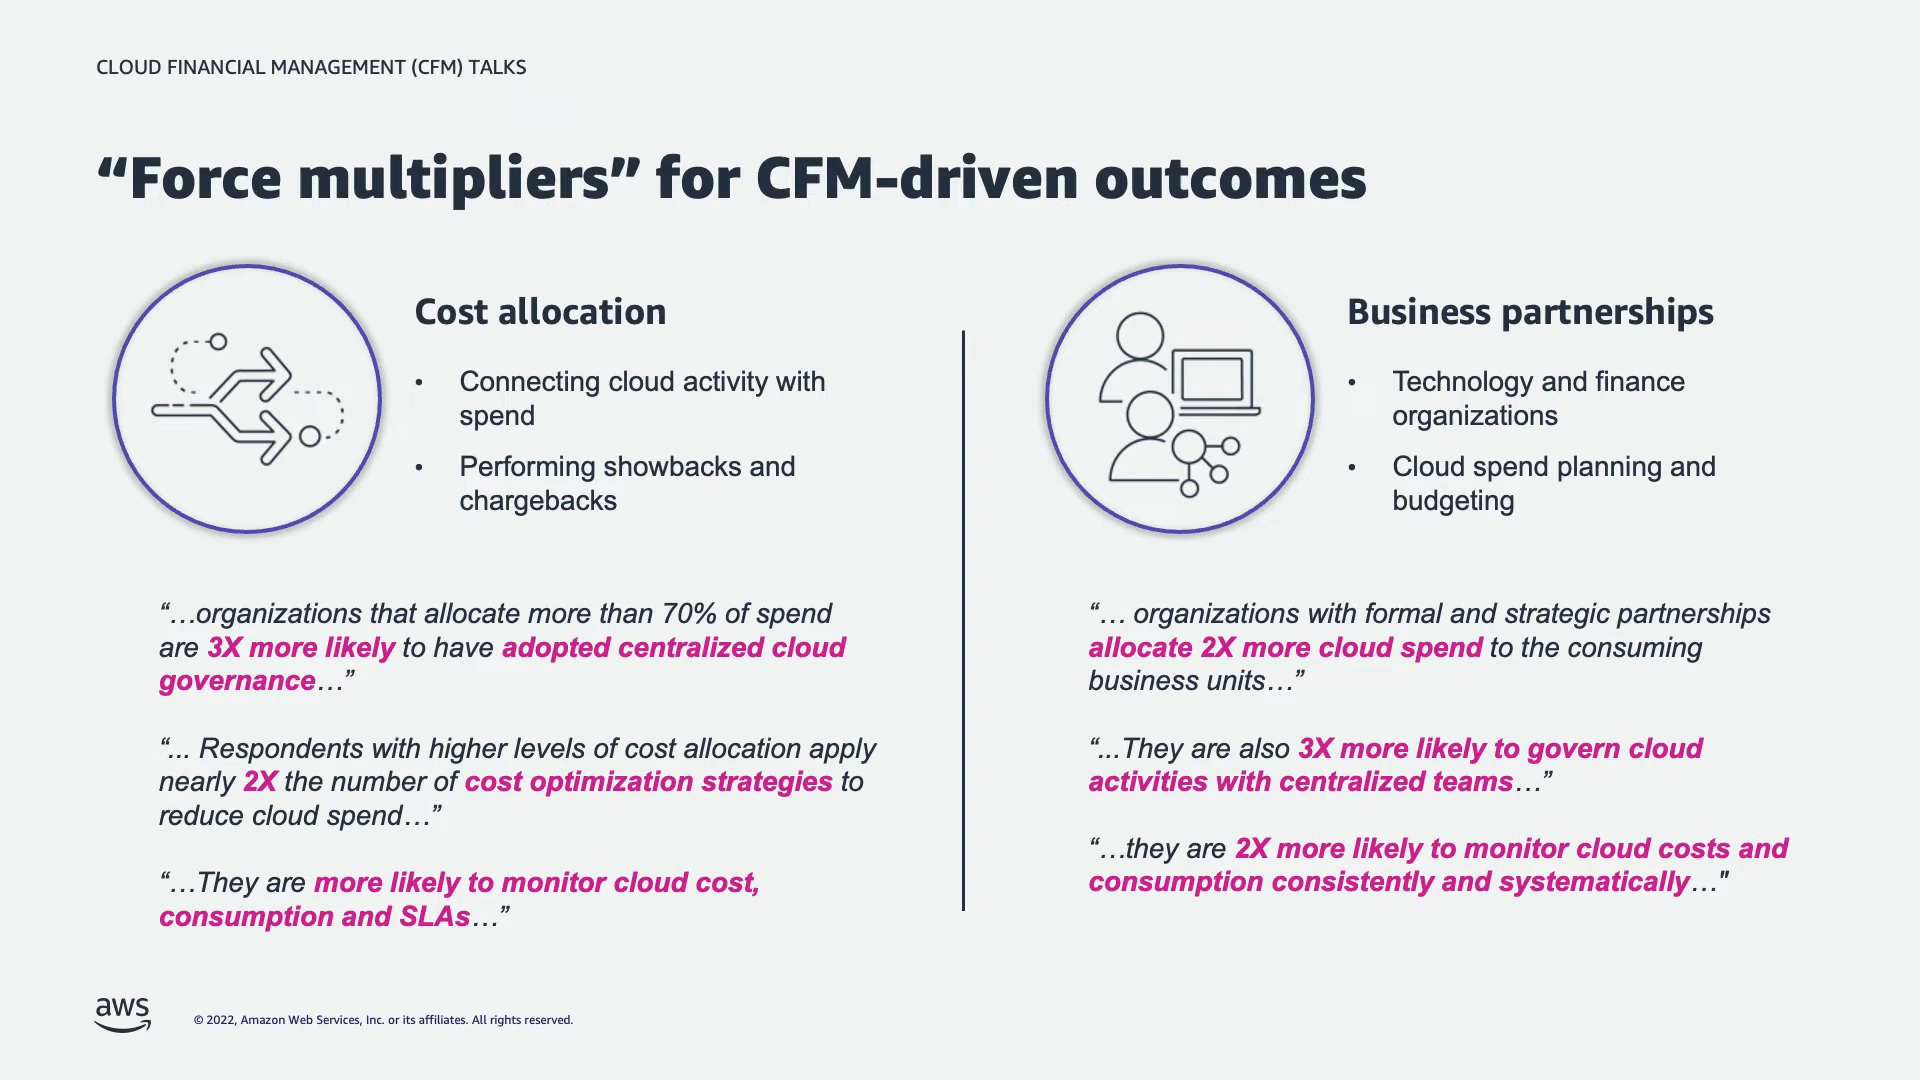 CLOUD FINANCIAL MANAGEMENT (CFM) TALKS
“Force multipliers” for CFM-driven outcomes
Cost allocation
• Connecting cloud activity with
spend
• Performing showbacks and
chargebacks
“…organizations that allocate more than 70% of spend
are 3X more likely to have adopted centralized cloud
governance…”
“... Respondents with higher levels of cost allocation apply
nearly 2X the number of cost optimization strategies to
reduce cloud spend…”
“…They are more likely to monitor cloud cost,
consumption and SLAs…”
Business partnerships
• Technology and finance
organizations
• Cloud spend planning and
budgeting
“… organizations with formal and strategic partnerships
allocate 2X more cloud spend to the consuming
business units…”
“...They are also 3X more likely to govern cloud
activities with centralized teams…”
“…they are 2X more likely to monitor cloud costs and
consumption consistently and systematically…"
aws
© 2022, Amazon Web Services, Inc. or its affiliates. All rights reserved.